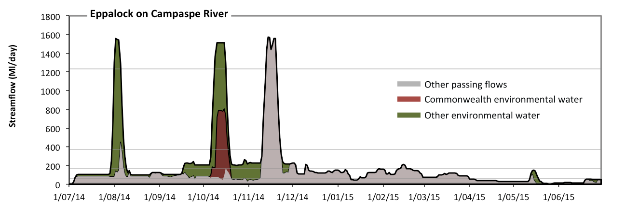 Eppalock on Campaspe River
Streamflow (Ml/day)
1800
1600
1400
1200
1000
800
600
400
200
0
Other passing flows
Commonwealth environmental water
Other environmental water
1/07/14 1/08/14 1/09/14 1/10/14 1/11/14 1/12/14 1/01/15 1/02/15 1/03/15 1/04/15 1/05/15 1/06/15